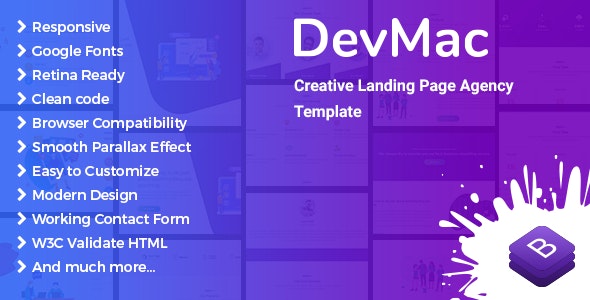 Responsive
Google Fonts
Retina Ready
Clean code
Browser Compatibility
Smooth Parallax Effect
Easy to Customize
Modern Design
Working Contact Form
W3C Validate HTML
And much more...
DevMac
Creative Landing Page Agency
Template
B